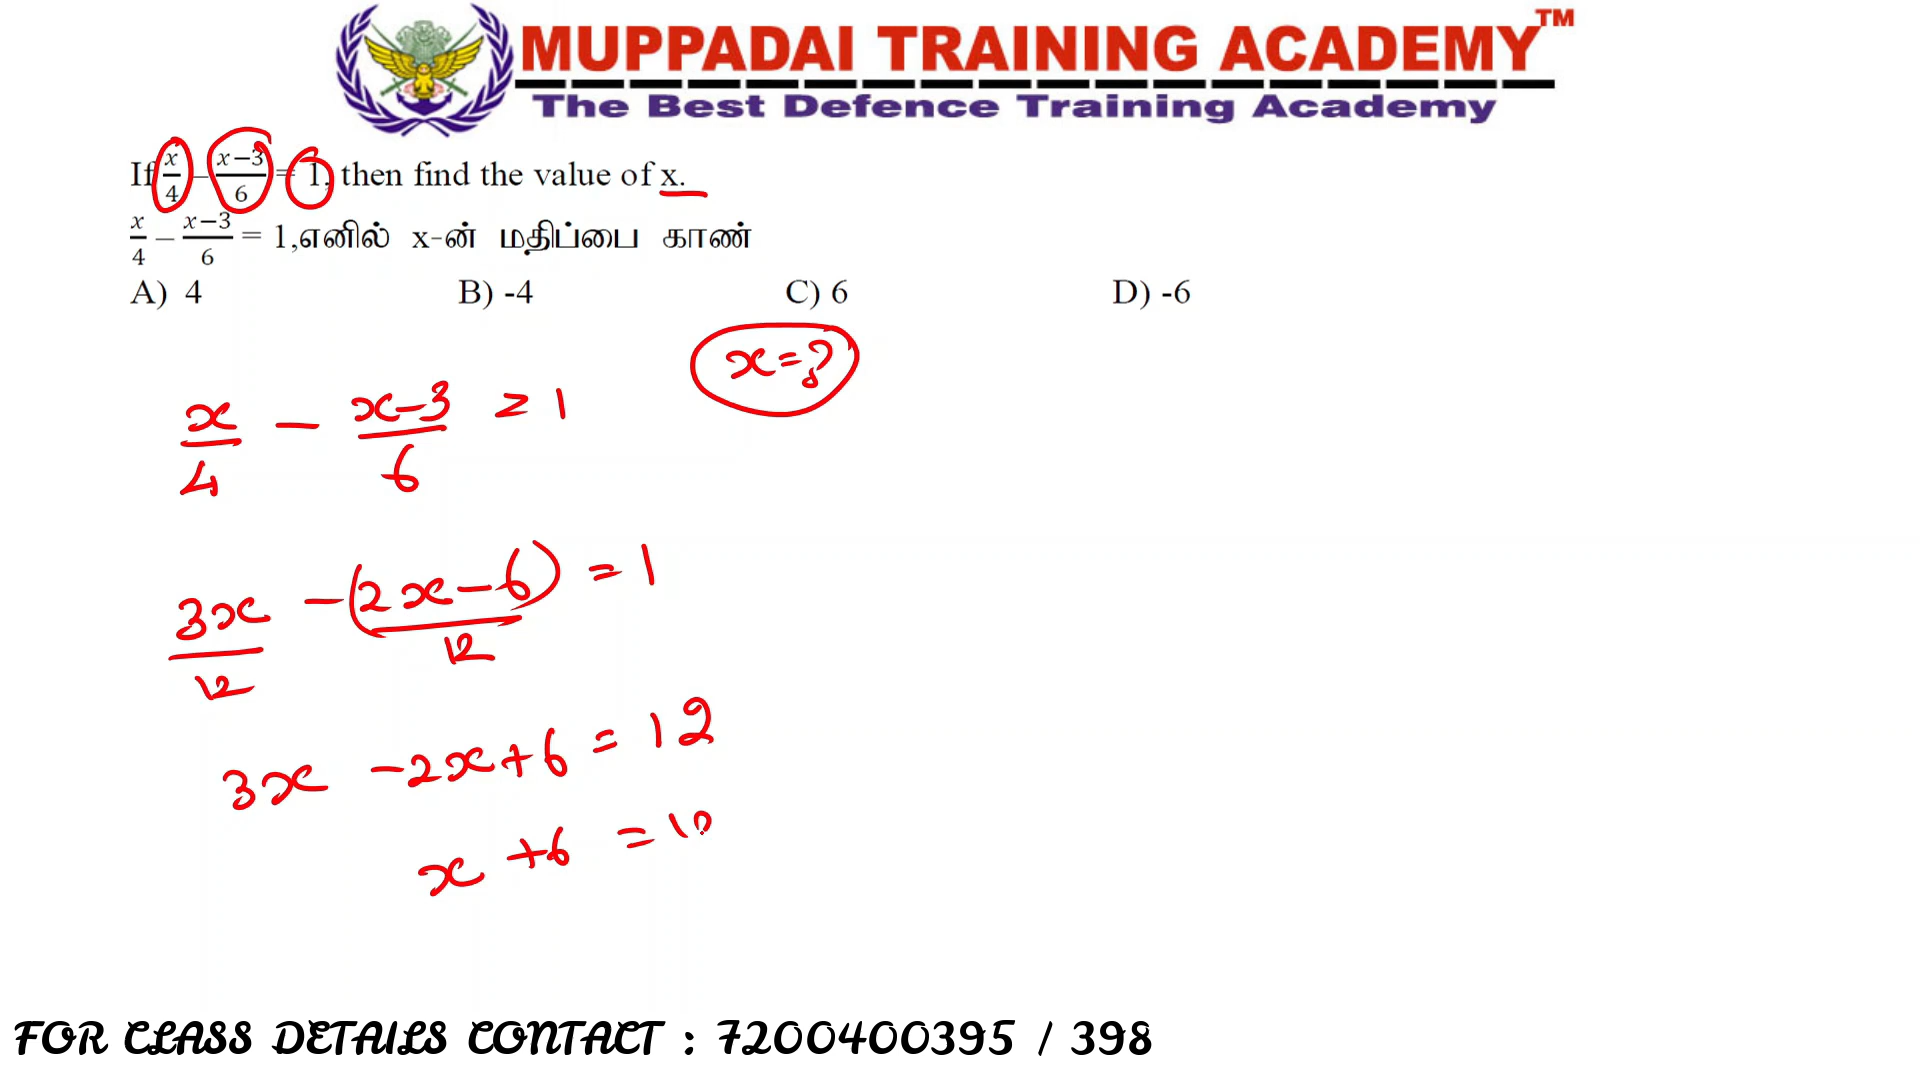 MUPPADAI TRAINING ACADEMY™
The Best Defence Training Academy
If x/4 − x−3/6 = 1, then find the value of x.
x/4 − x−3/6 = 1,எனில் x-ன் மதிப்பை காண்
A) 4 B) -4 C) 6 D) -6
x=?
x/4 − x−3/6 = 1
3x/12 −(2x−6)/12 = 1
3x −2x+6 = 12
x +6 =
FOR CLASS DETAILS CONTACT : 7200400395 / 398